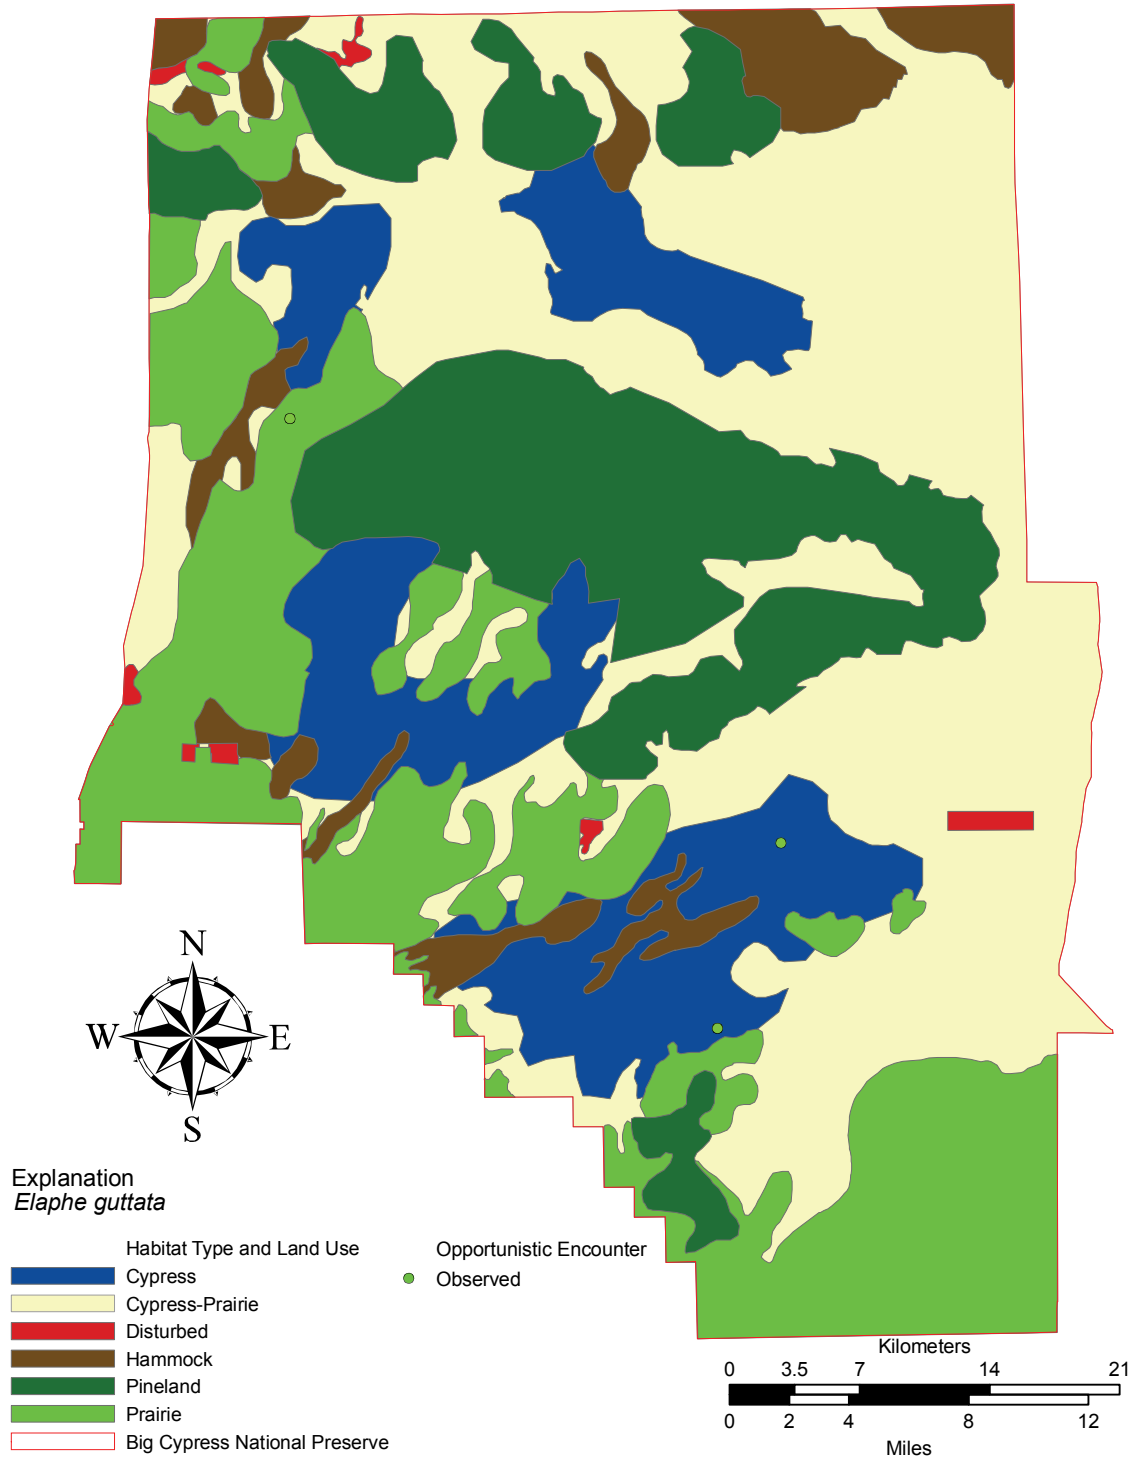 N
W E
S
Explanation
Elaphe guttata
Habitat Type and Land Use
Cypress
Cypress-Prairie
Disturbed
Hammock
Pineland
Prairie
Big Cypress National Preserve
Opportunistic Encounter
Observed
Kilometers
0 3.5 7 14 21
0 2 4 8 12
Miles